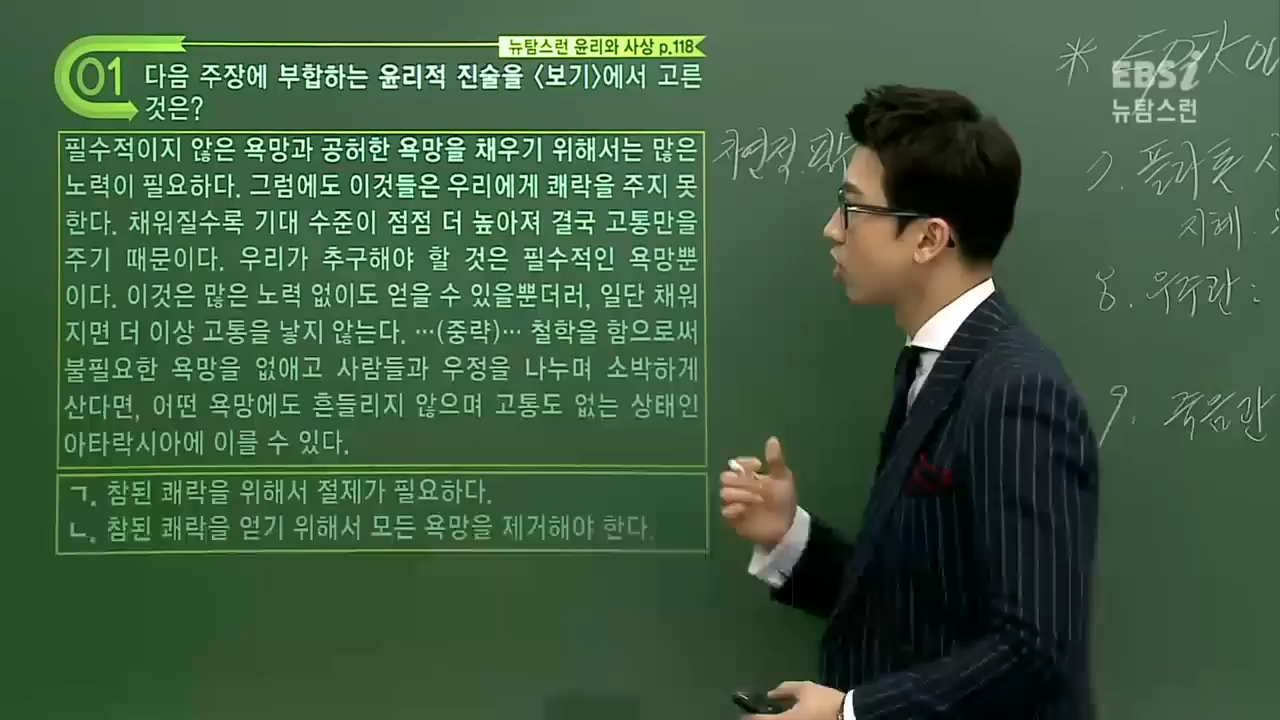 뉴탐스런 윤리와 사상 p.118
01 다음 주장에 부합하는 윤리적 진술을 〈보기〉에서 고른
것은?
필수적이지 않은 욕망과 공허한 욕망을 채우기 위해서는 많은
노력이 필요하다. 그럼에도 이것들은 우리에게 쾌락을 주지 못
한다. 채워질수록 기대 수준이 점점 더 높아져 결국 고통만을
주기 때문이다. 우리가 추구해야 할 것은 필수적인 욕망뿐
이다. 이것은 많은 노력 없이도 얻을 수 있을뿐더러, 일단 채워
지면 더 이상 고통을 낳지 않는다. …(중략)… 철학을 함으로써
불필요한 욕망을 없애고 사람들과 우정을 나누며 소박하게
산다면, 어떤 욕망에도 흔들리지 않으며 고통도 없는 상태인
아타락시아에 이를 수 있다.
ㄱ. 참된 쾌락을 위해서 절제가 필요하다.
ㄴ. 참된 쾌락을 얻기 위해서 모든 욕망을 제거해야 한다.
EBSi
뉴탐스런
7. 플라톤
지혜.
8. 우주관:
9. 죽음관